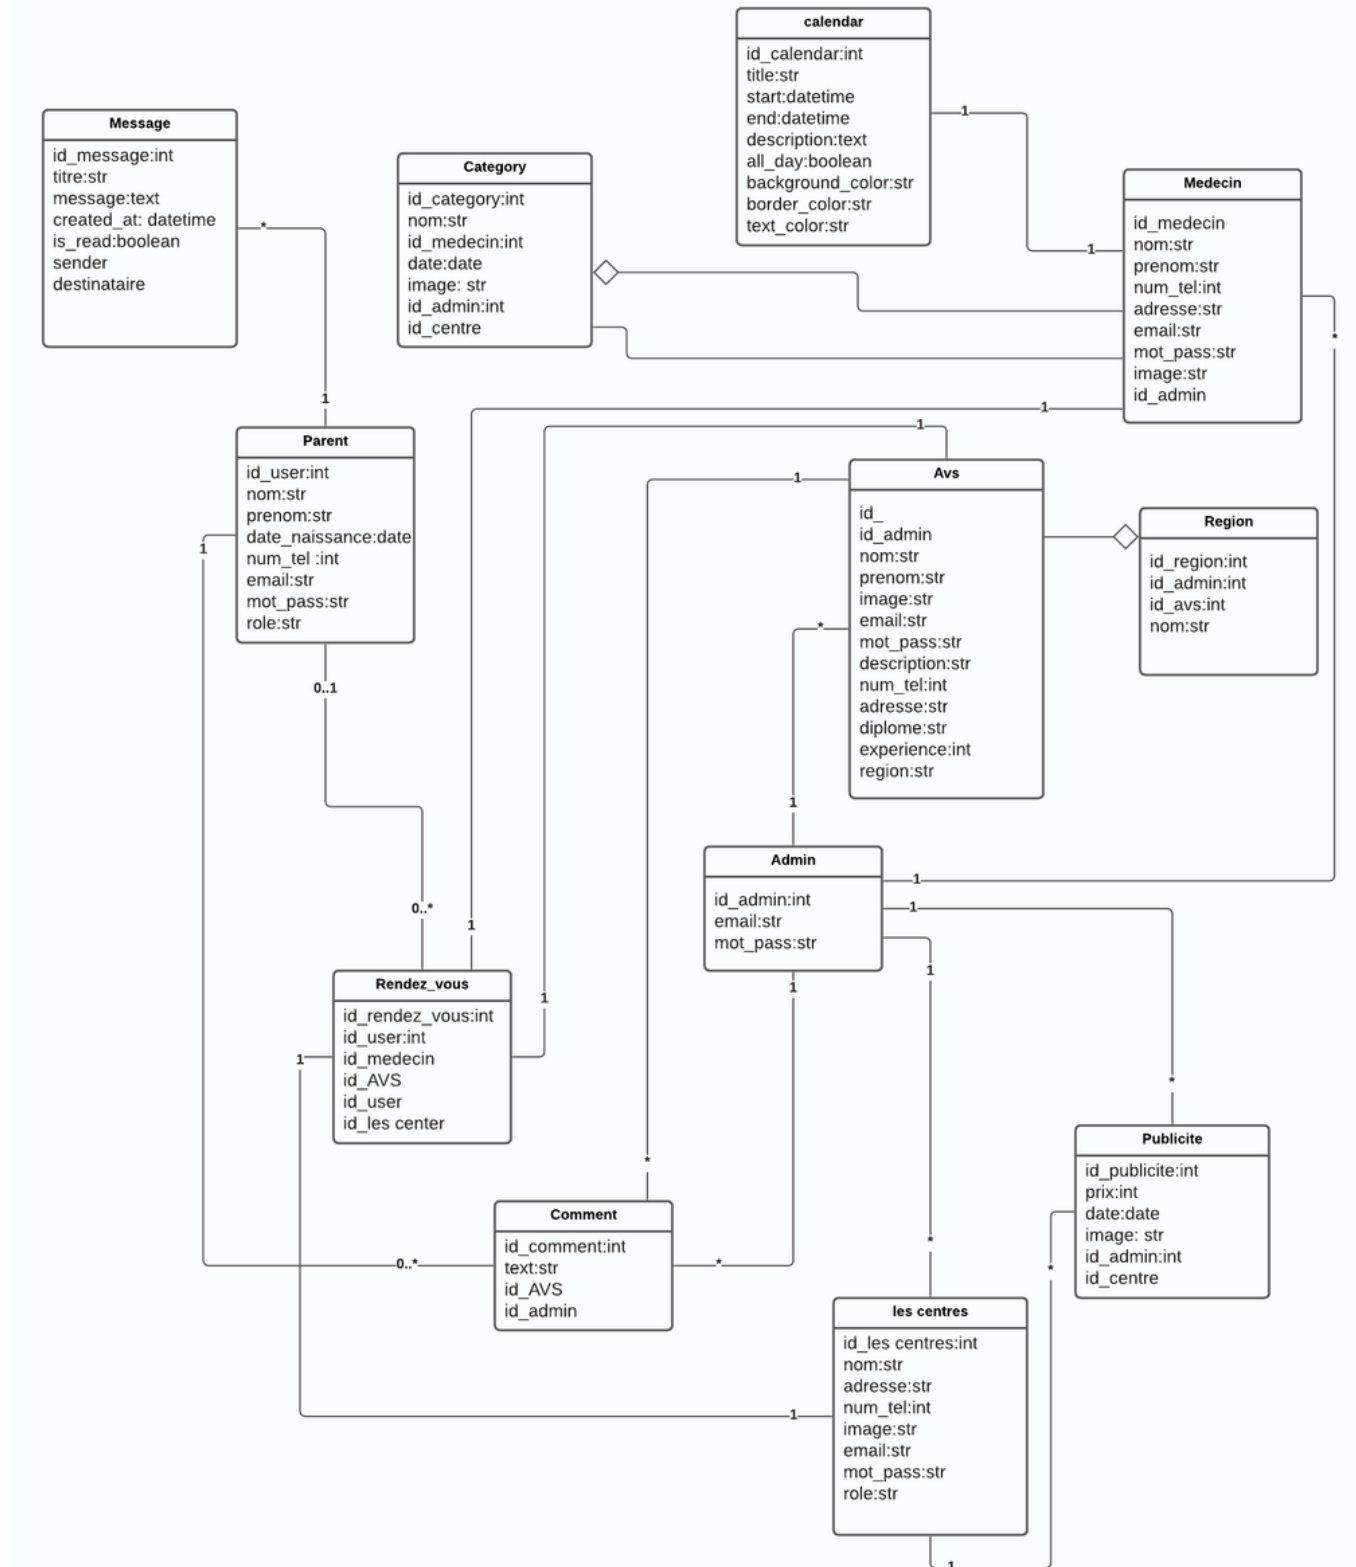 calendar
id_calendar:int
title:str
start:datetime
end:datetime
description:text
all_day:boolean
background_color:str
border_color:str
text_color:str
1
1
Message
id_message:int
titre:str
message:text
created_at: datetime
is_read:boolean
sender
destinataire
*
1
Category
id_category:int
nom:str
id_medecin:int
date:date
image: str
id_admin:int
id_centre
Medecin
id_medecin
nom:str
prenom:str
num_tel:int
adresse:str
email:str
mot_pass:str
image:str
id_admin
*
1
1
1
Parent
id_user:int
nom:str
prenom:str
date_naissance:date
num_tel :int
email:str
mot_pass:str
role:str
1
0..1
0..*
Avs
id_
id_admin
nom:str
prenom:str
image:str
email:str
mot_pass:str
description:str
num_tel:int
adresse:str
diplome:str
experience:int
region:str
*
1
Region
id_region:int
id_admin:int
id_avs:int
nom:str
Admin
id_admin:int
email:str
mot_pass:str
1
1
1
1
1
1
Rendez_vous
id_rendez_vous:int
id_user:int
id_medecin
id_AVS
id_user
id_les center
1
*
*
Publicite
id_publicite:int
prix:int
date:date
image: str
id_admin:int
id_centre
*
Comment
id_comment:int
text:str
id_AVS
id_admin
0..*
*
*
les centres
id_les centres:int
nom:str
adresse:str
num_tel:int
image:str
email:str
mot_pass:str
role:str
1
1